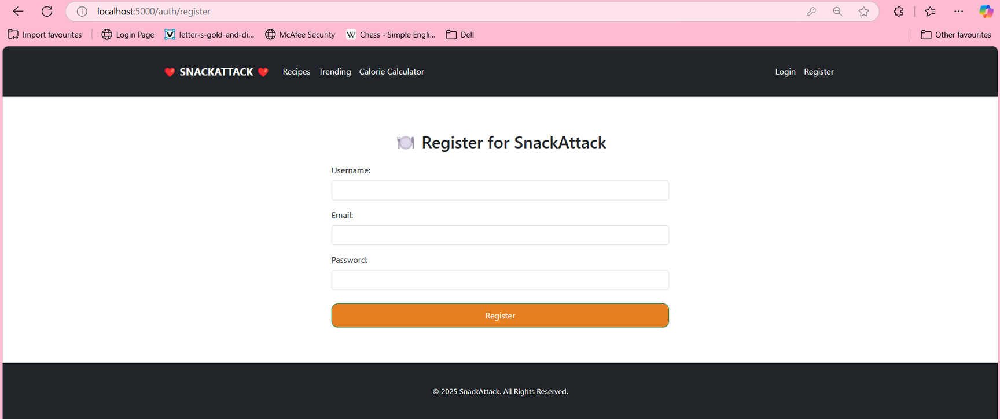 localhost:5000/auth/register
Import favourites
Login Page
letter-s-gold-and-di...
McAfee Security
W Chess - Simple Engli...
Dell
Other favourites
❤️ SNACKATTACK ❤️
Recipes
Trending
Calorie Calculator
Login
Register
🍽️ Register for SnackAttack
Username:
Email:
Password:
Register
© 2025 SnackAttack. All Rights Reserved.